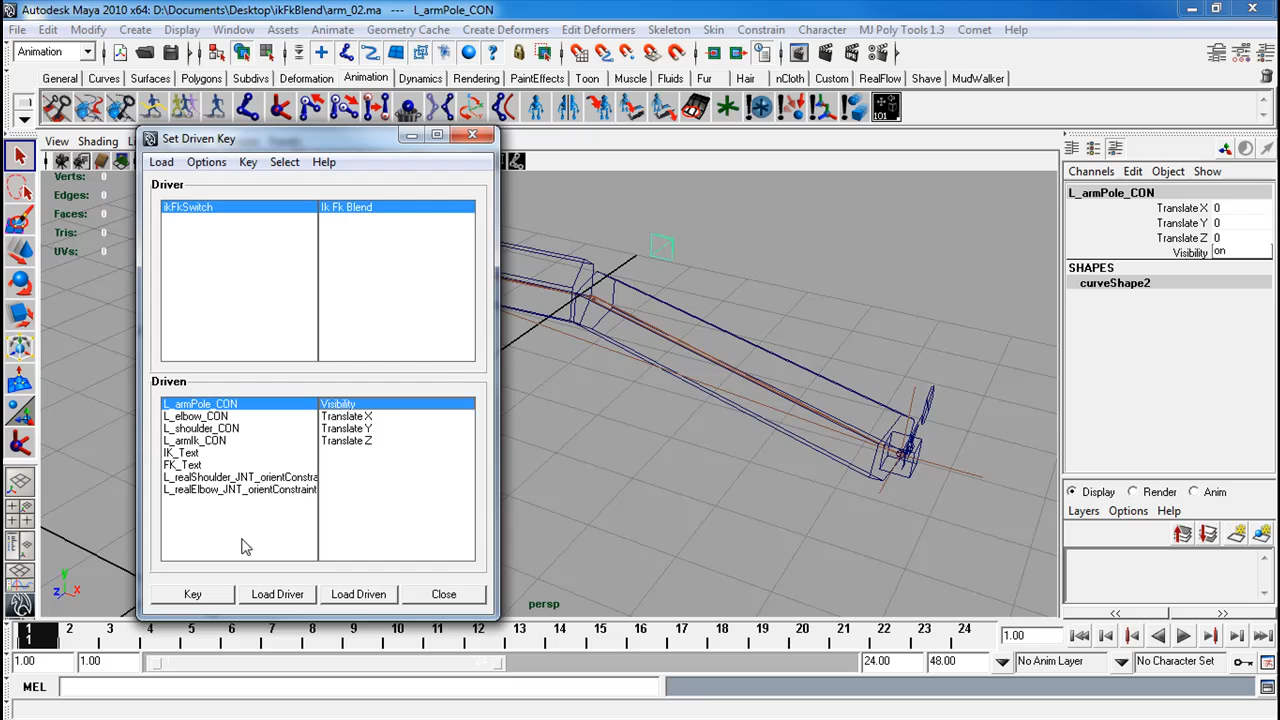 Autodesk Maya 2010 x64: D:\Documents\Desktop\ikFkBlend\arm_02.ma --- L_armPole_CON
File Edit Modify Create Display Window Assets Animate Geometry Cache Create Deformers Edit Deformers Skeleton Skin Constrain Character MJ Poly Tools 1.3 Comet Help
Animation
General Curves Surfaces Polygons Subdivs Deformation Animation Dynamics Rendering PaintEffects Toon Muscle Fluids Fur Hair nCloth Custom RealFlow Shave MudWalker
101
View Shading
Set Driven Key
Load Options Key Select Help
Driver
ikFkSwitch Ik Fk Blend
Driven
L_armPole_CON Visibility
L_elbow_CON Translate X
L_shoulder_CON Translate Y
L_armIk_CON Translate Z
IK_Text
FK_Text
L_realShoulder_JNT_orientConstra
L_realElbow_JNT_orientConstraint
Key Load Driver Load Driven Close
Verts: 0
Edges: 0
Faces: 0
Tris: 0
UVs: 0
y
z x
persp
Channels Edit Object Show
L_armPole_CON
Translate X 0
Translate Y 0
Translate Z 0
Visibility on
SHAPES
curveShape2
Display Render Anim
Layers Options Help
<< >>
1 2 3 4 5 6 7 8 9 10 11 12 13 14 15 16 17 18 19 20 21 22 23 24
1
1.00
1.00 1.00 24 24.00 48.00 No Anim Layer No Character Set
MEL